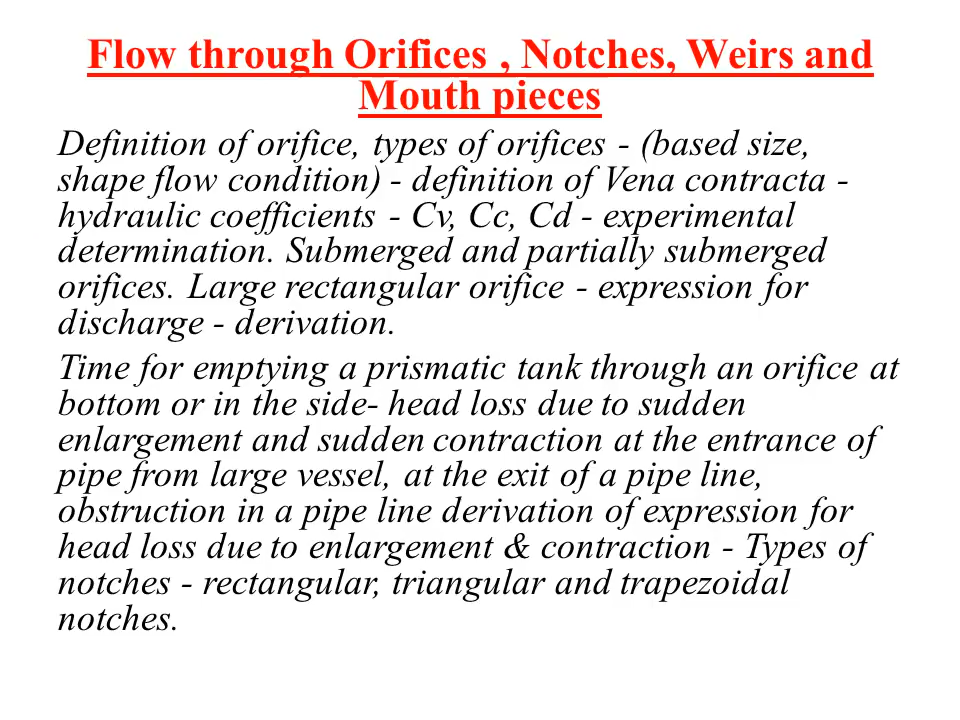 Flow through Orifices , Notches, Weirs and
Mouth pieces
Definition of orifice, types of orifices - (based size,
shape flow condition) - definition of Vena contracta -
hydraulic coefficients - Cv, Cc, Cd - experimental
determination. Submerged and partially submerged
orifices. Large rectangular orifice - expression for
discharge - derivation.
Time for emptying a prismatic tank through an orifice at
bottom or in the side- head loss due to sudden
enlargement and sudden contraction at the entrance of
pipe from large vessel, at the exit of a pipe line,
obstruction in a pipe line derivation of expression for
head loss due to enlargement & contraction - Types of
notches - rectangular, triangular and trapezoidal
notches.